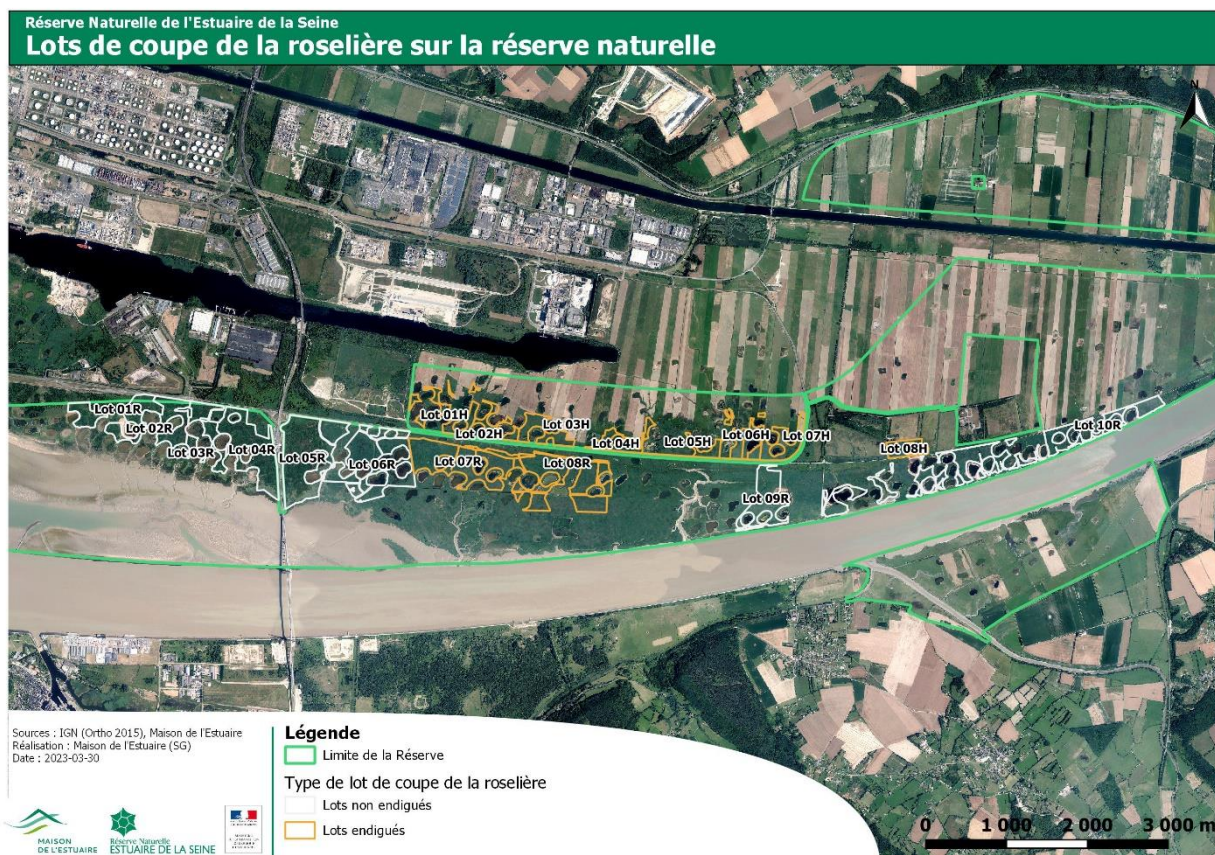 Réserve Naturelle de l'Estuaire de la Seine
Lots de coupe de la roselière sur la réserve naturelle
N
Lot 01R
Lot 02R
Lot 03R
Lot 04R
Lot 05R
Lot 06R
Lot 01H
Lot 02H
Lot 03H
Lot 04H
Lot 05H
Lot 06H
Lot 07H
Lot 07R
Lot 08R
Lot 09R
Lot 08H
Lot 10R
Sources : IGN (Ortho 2015), Maison de l'Estuaire
Réalisation : Maison de l'Estuaire (SG)
Date : 2023-03-30
Légende
Limite de la Réserve
Type de lot de coupe de la roselière
Lots non endigués
Lots endigués
MAISON
DE L'ESTUAIRE
Réserve Naturelle
ESTUAIRE DE LA SEINE
0 1 000 2 000 3 000 m